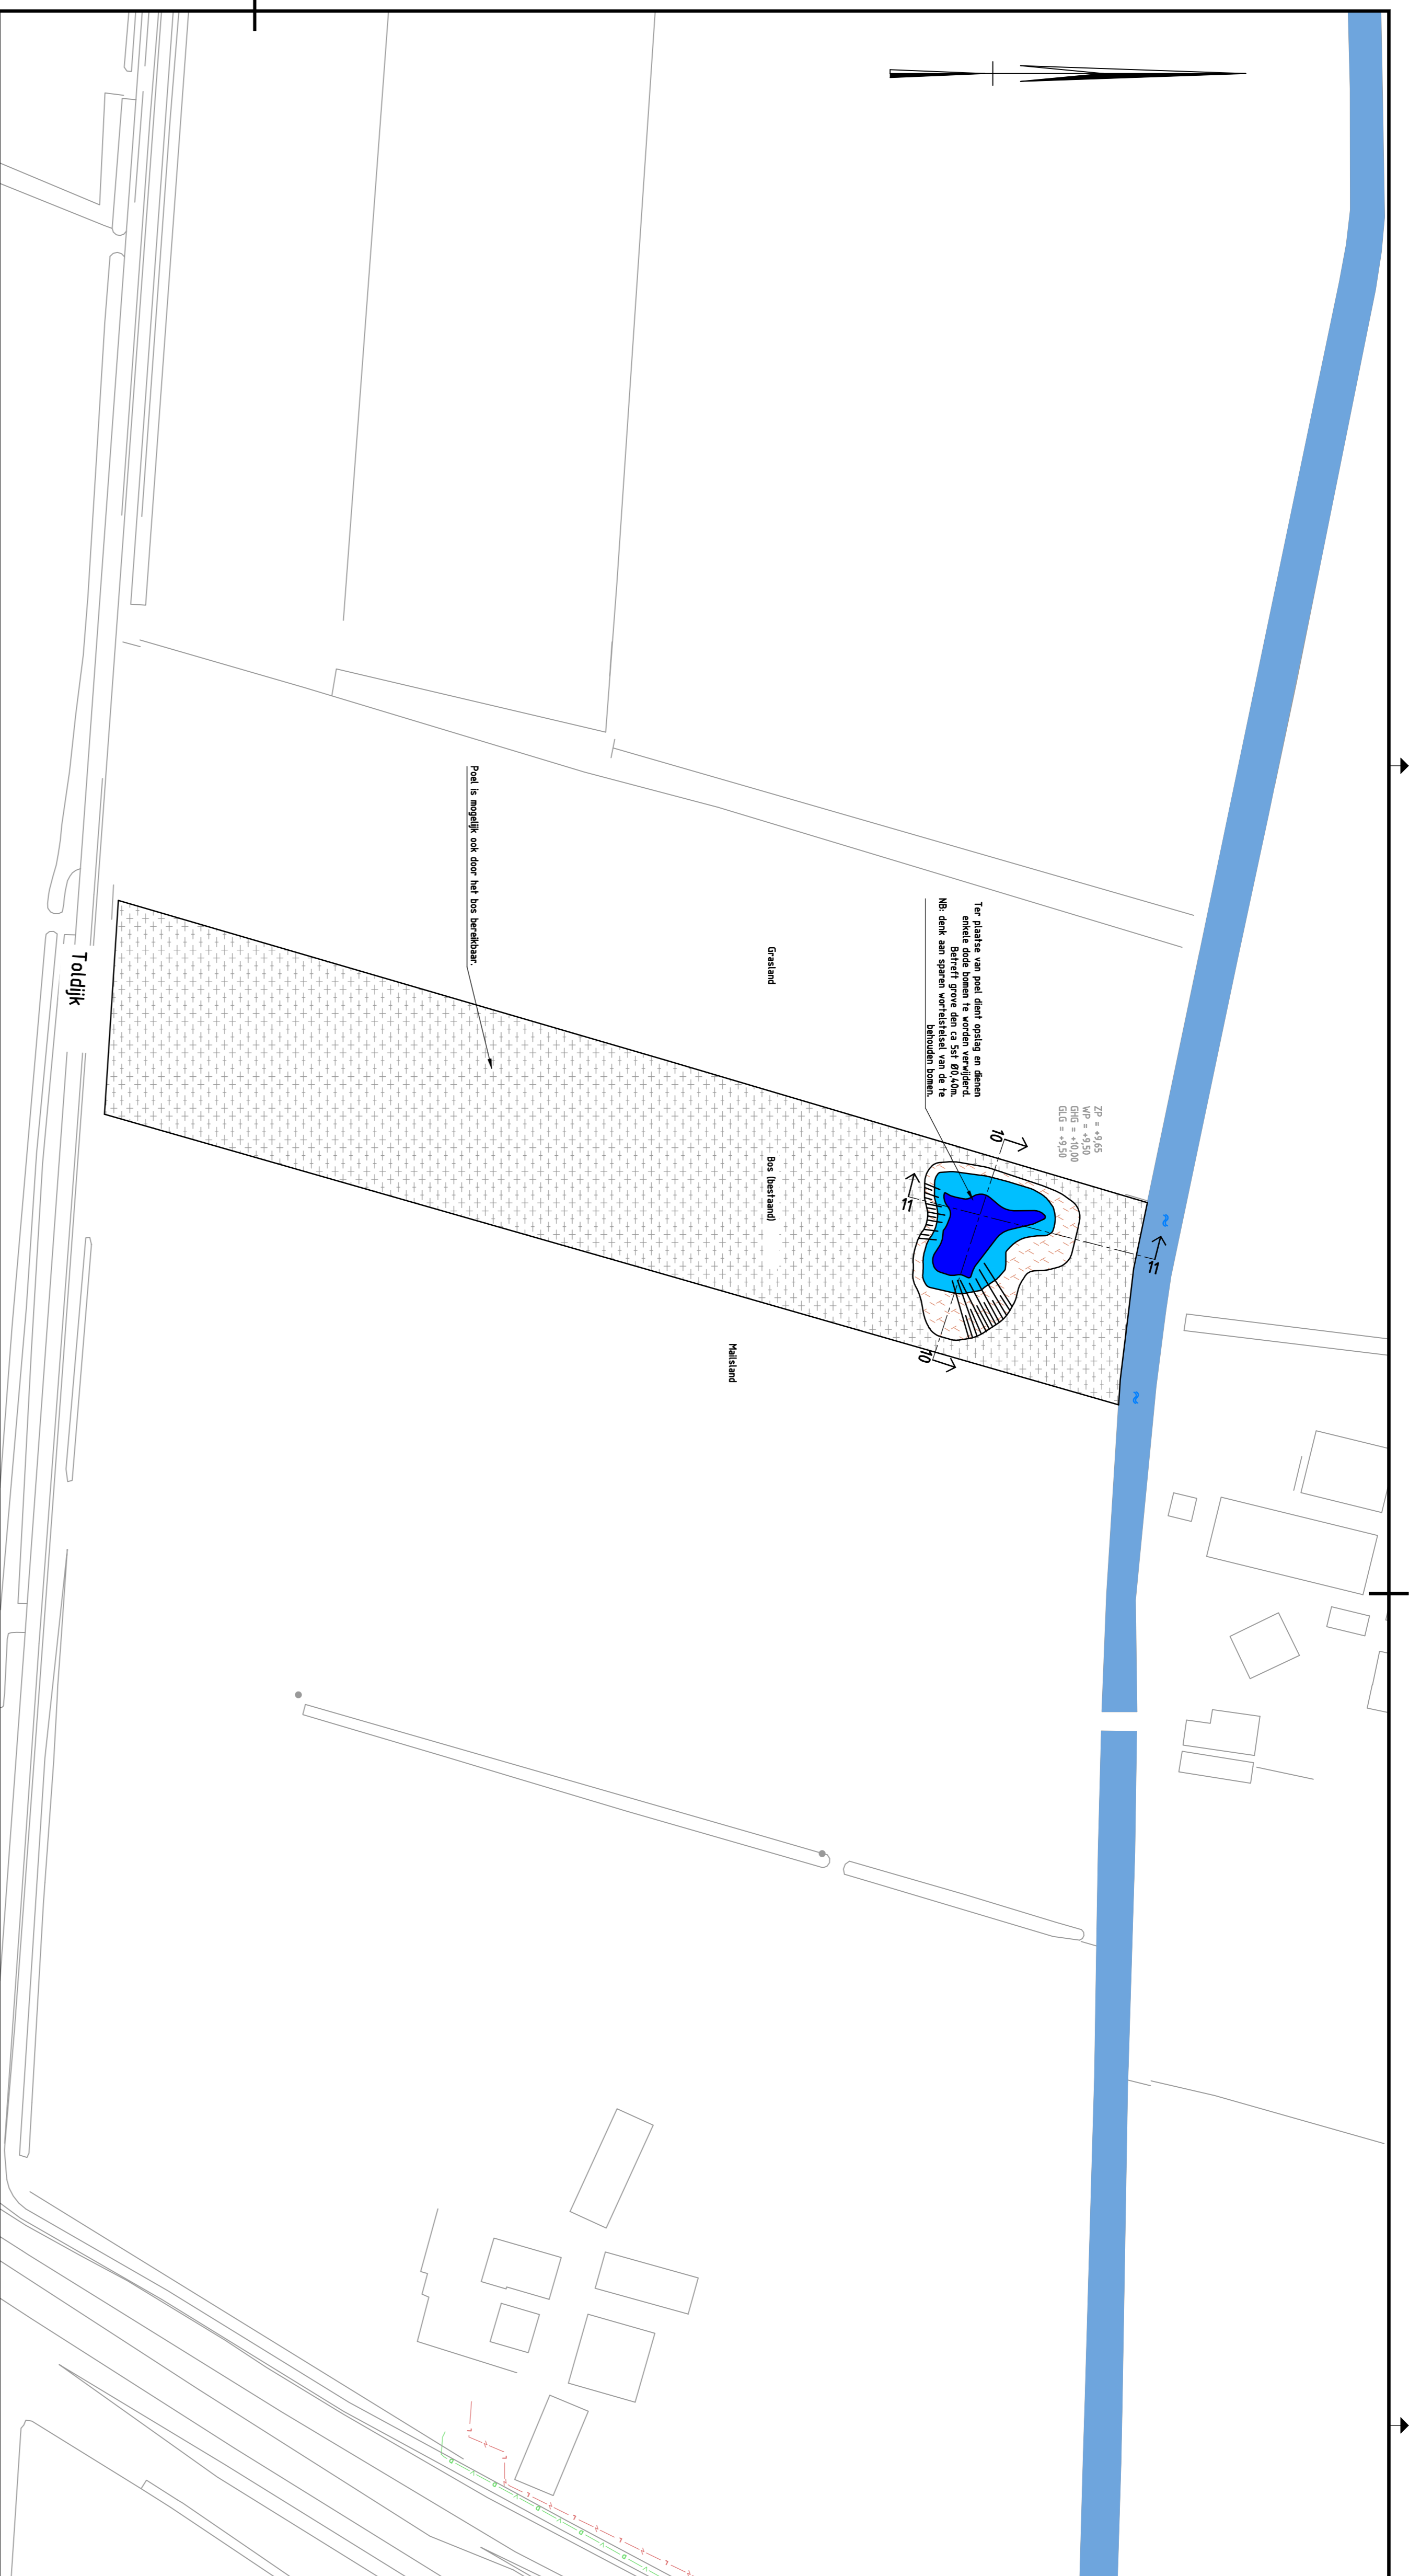 ZP = +9,65
WP = +9,50
GHG = +10,00
GLG = +9,50
Ter plaatse van poel dient opslag en dienen
enkele dode bomen te worden verwijderd.
Betreft grove den ca 5st Ø0,40m.
NB: denk aan sparen wortelstelsel van de te
behouden bomen.
10
11
11
10
Grasland
Bos (bestaand)
Maïsland
Poel is mogelijk ook door het bos bereikbaar.
Toldijk